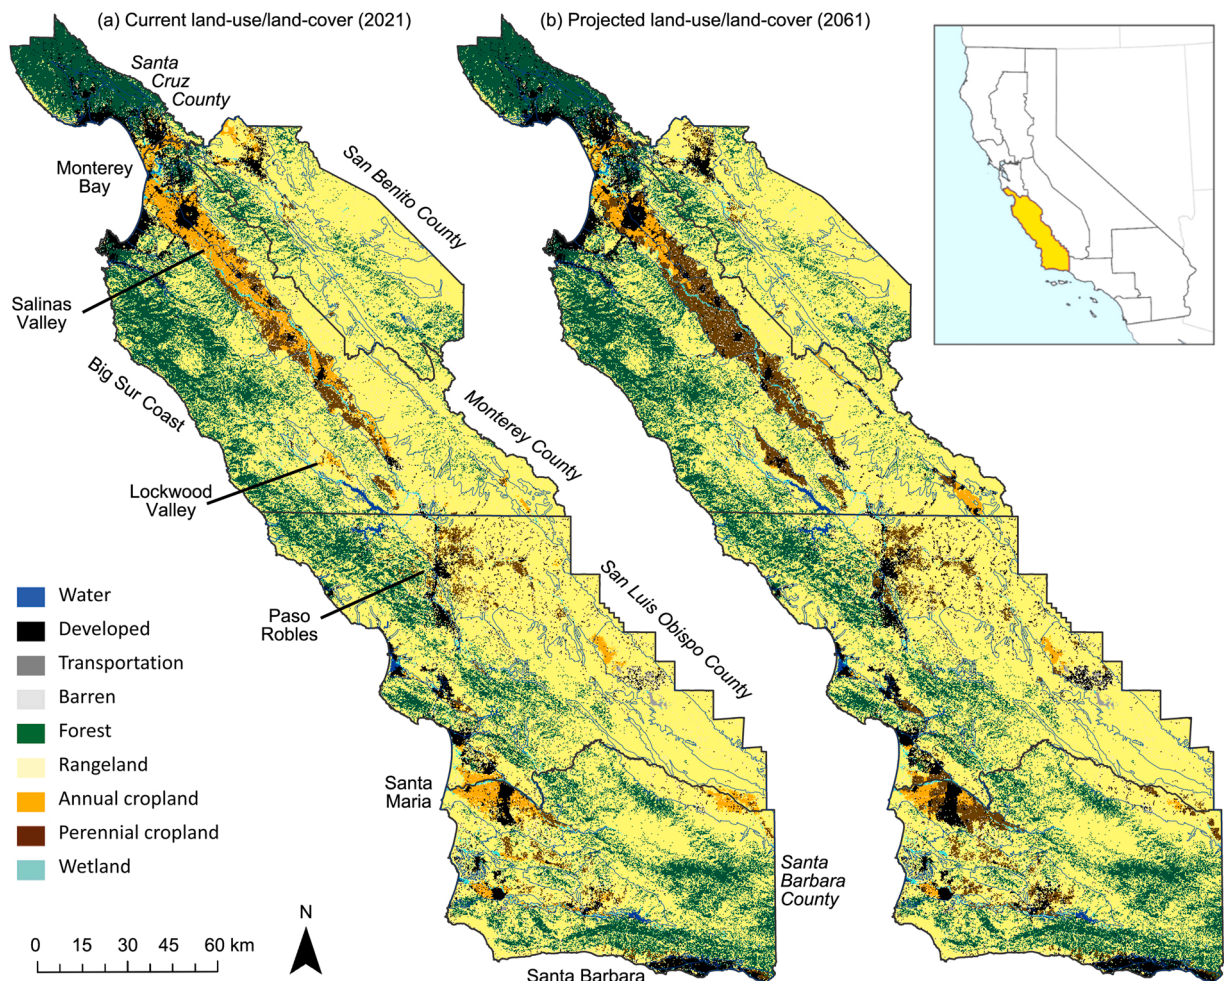 (a) Current land-use/land-cover (2021)
(b) Projected land-use/land-cover (2061)
Santa
Cruz
County
Monterey
Bay
San Benito County
Salinas
Valley
Big Sur Coast
Monterey County
Lockwood
Valley
Paso
Robles
San Luis Obispo County
Water
Developed
Transportation
Barren
Forest
Rangeland
Annual cropland
Perennial cropland
Wetland
Santa
Maria
Santa
Barbara
County
N
0 15 30 45 60 km
Santa Barbara